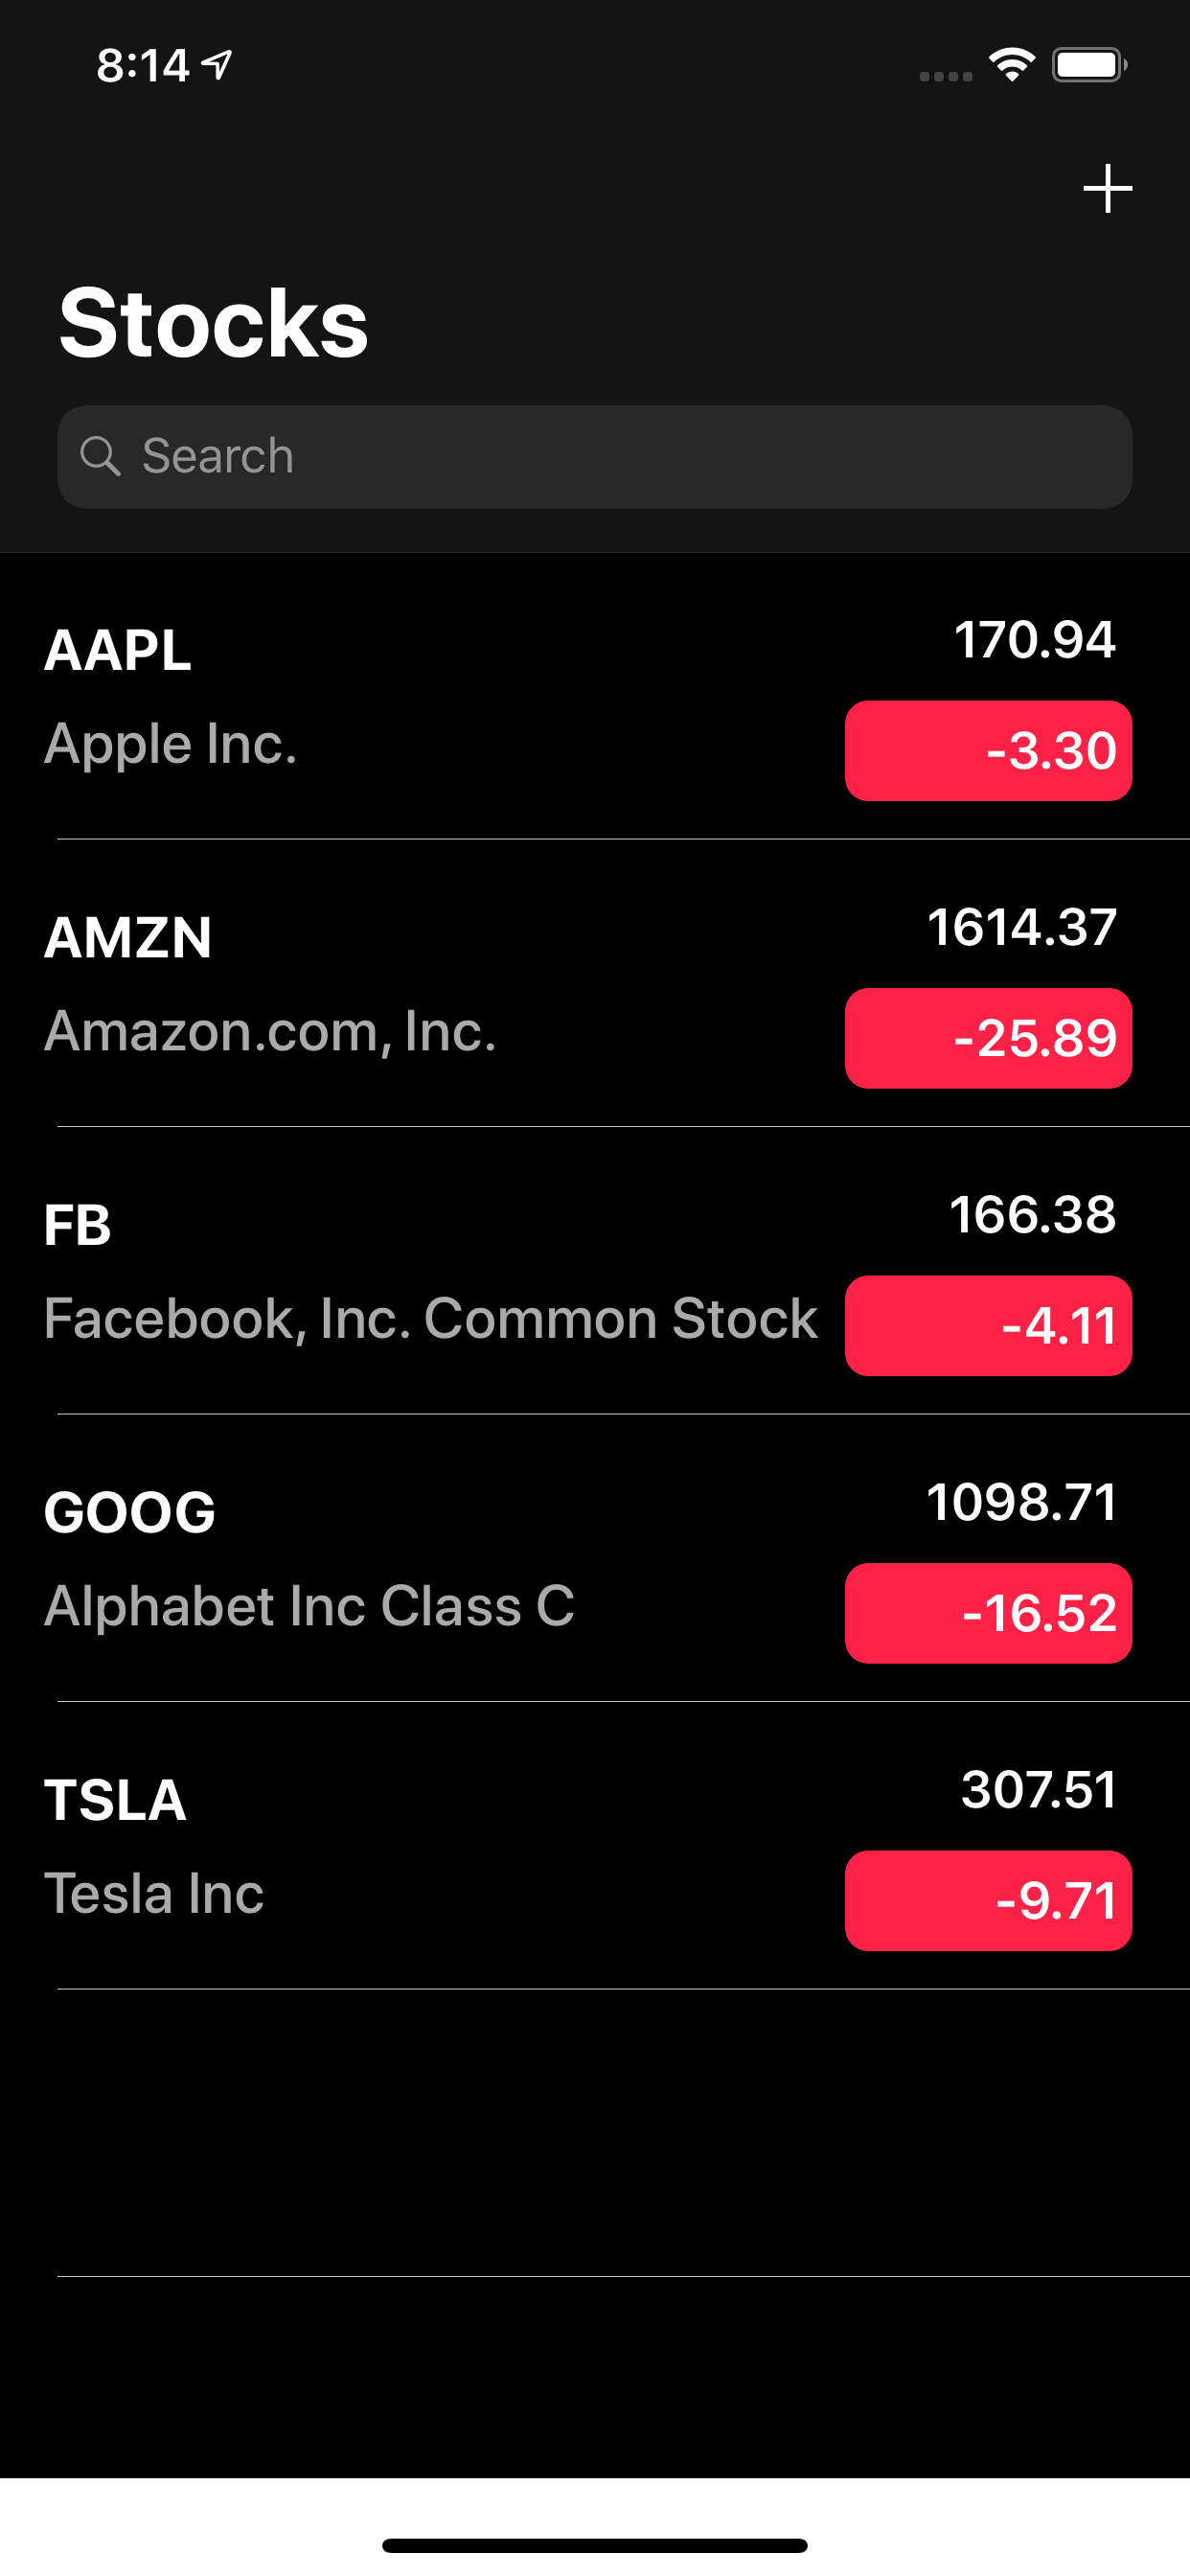 8:14
Stocks
Search
AAPL
170.94
Apple Inc.
-3.30
AMZN
1614.37
Amazon.com, Inc.
-25.89
FB
166.38
Facebook, Inc. Common Stock
-4.11
GOOG
1098.71
Alphabet Inc Class C
-16.52
TSLA
307.51
Tesla Inc
-9.71